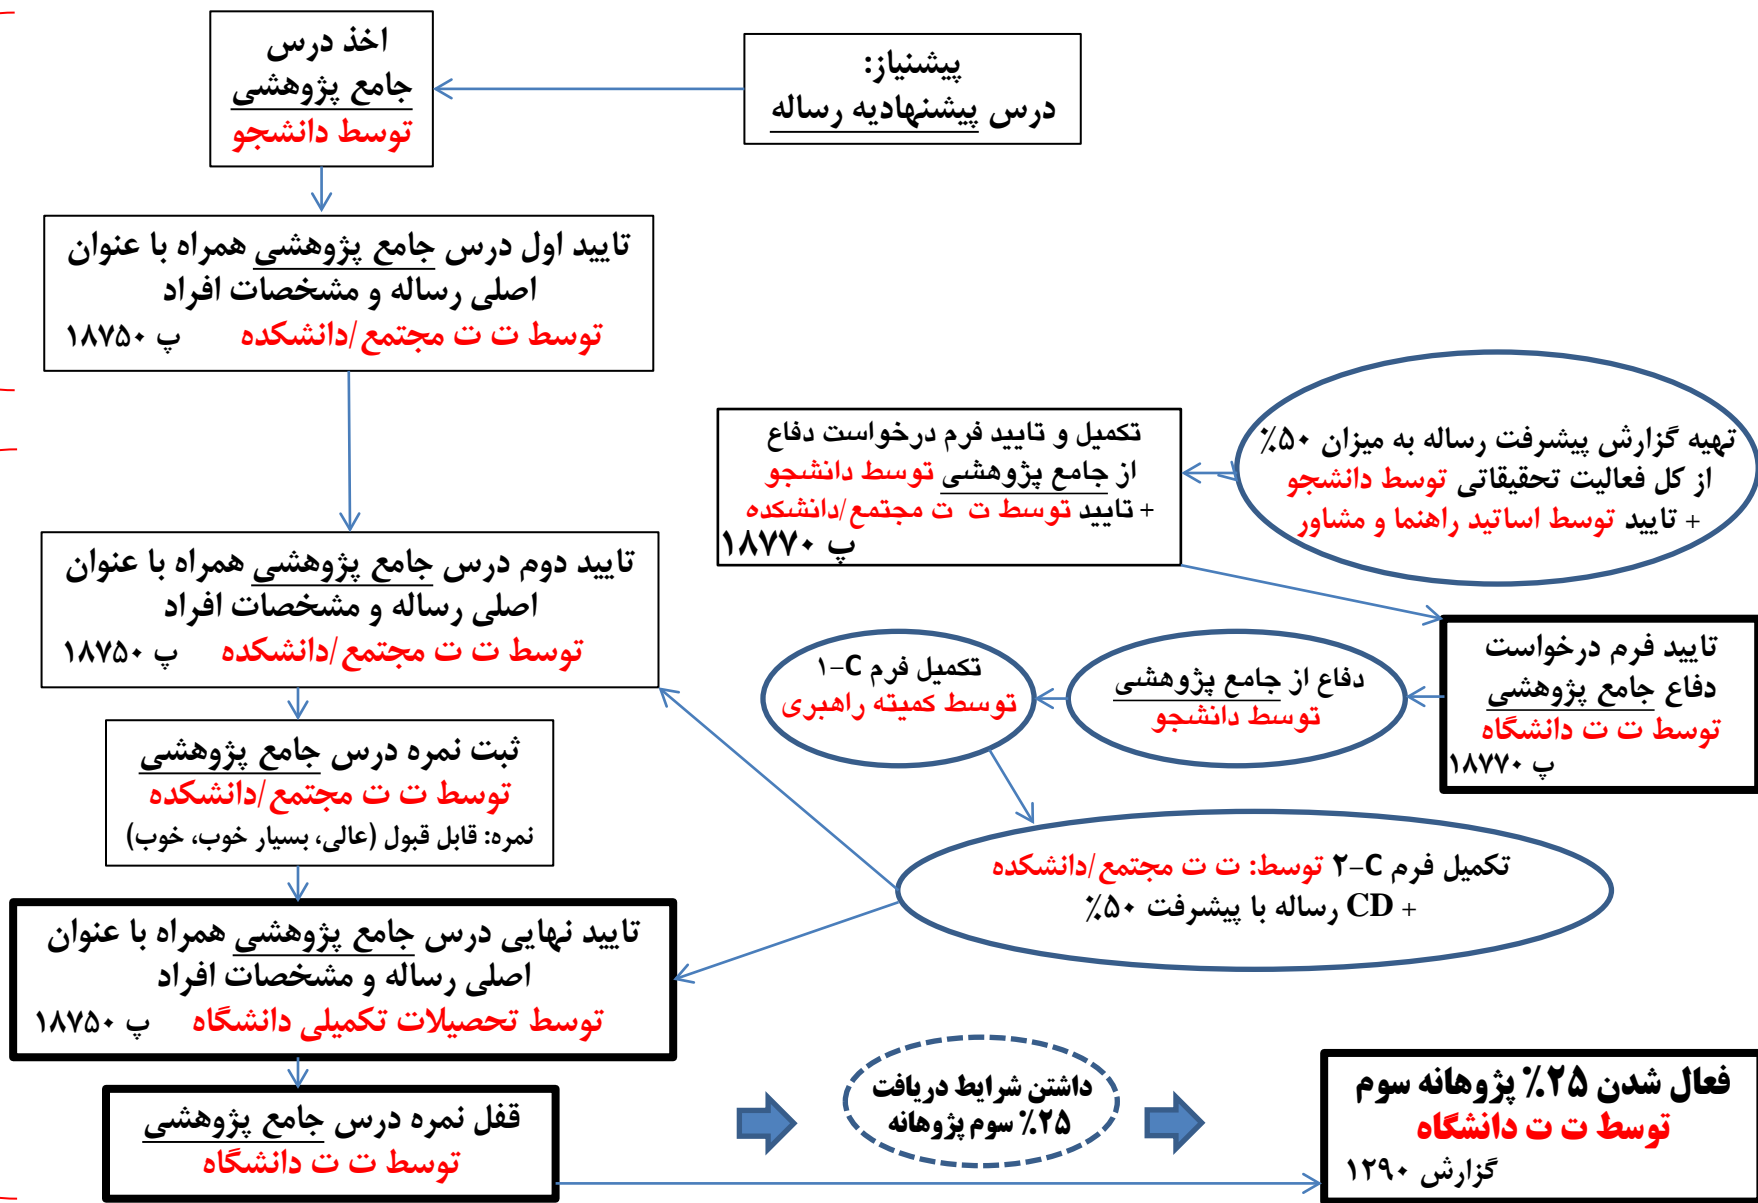 اخذ درس
جامع پژوهشی
توسط دانشجو
پیشنیاز:
درس پیشنهادیه رساله
تایید اول درس جامع پژوهشی همراه با عنوان
اصلی رساله و مشخصات افراد
توسط ت ت مجتمع/دانشکده پ ۱۸۷۵۰
تهیه گزارش پیشرفت رساله به میزان ۵۰٪
از کل فعالیت تحقیقاتی توسط دانشجو
+ تایید توسط اساتید راهنما و مشاور
تکمیل و تایید فرم درخواست دفاع
از جامع پژوهشی توسط دانشجو
+ تایید توسط ت ت مجتمع/دانشکده
پ ۱۸۷۷۰
تایید دوم درس جامع پژوهشی همراه با عنوان
اصلی رساله و مشخصات افراد
توسط ت ت مجتمع/دانشکده پ ۱۸۷۵۰
تایید فرم درخواست
دفاع جامع پژوهشی
توسط ت ت دانشگاه
پ ۱۸۷۷۰
دفاع از جامع پژوهشی
توسط دانشجو
تکمیل فرم C-۱
توسط کمیته راهبری
ثبت نمره درس جامع پژوهشی
توسط ت ت مجتمع/دانشکده
نمره: قابل قبول (عالی، بسیار خوب، خوب)
تکمیل فرم C-۲ توسط: ت ت مجتمع/دانشکده
+ CD رساله با پیشرفت ۵۰٪
تایید نهایی درس جامع پژوهشی همراه با عنوان
اصلی رساله و مشخصات افراد
توسط تحصیلات تکمیلی دانشگاه پ ۱۸۷۵۰
قفل نمره درس جامع پژوهشی
توسط ت ت دانشگاه
داشتن شرایط دریافت
۲۵٪ سوم پژوهانه
فعال شدن ۲۵٪ پژوهانه سوم
توسط ت ت دانشگاه
گزارش ۱۲۹۰